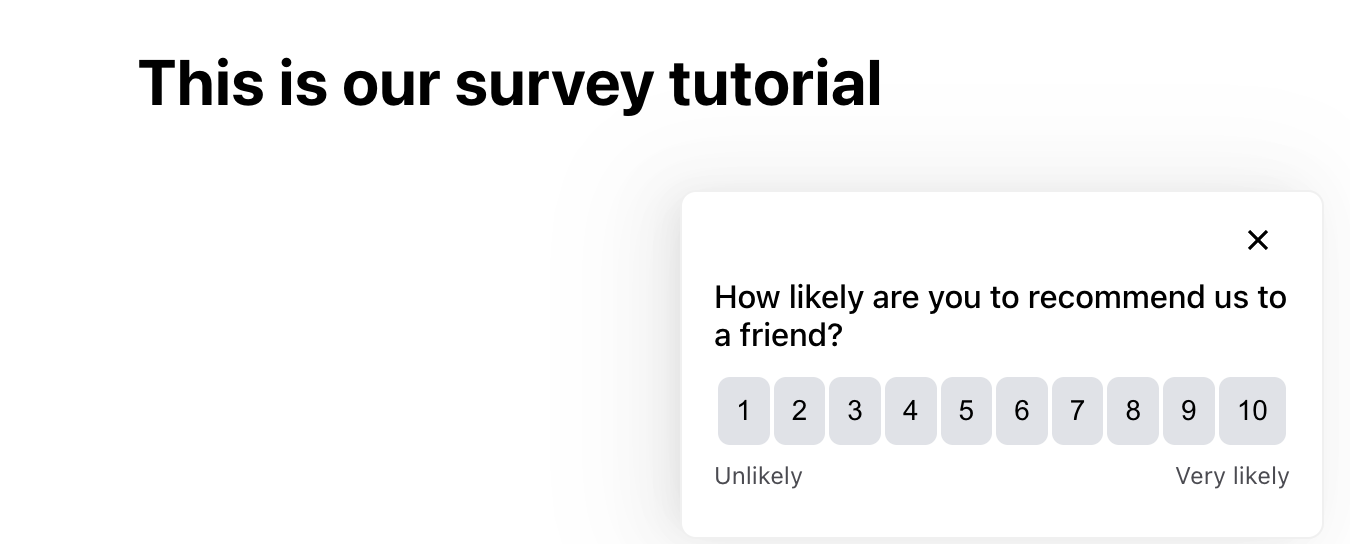 This is our survey tutorial
How likely are you to recommend us to
a friend?
1 2 3 4 5 6 7 8 9 10
Unlikely Very likely